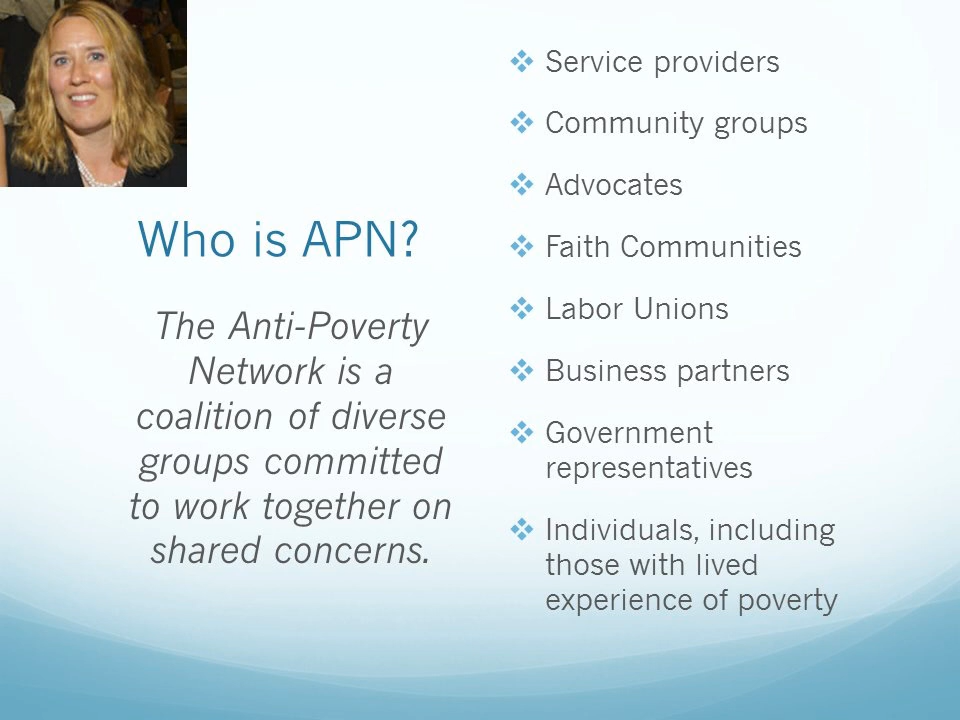 Who is APN?
The Anti-Poverty
Network is a
coalition of diverse
groups committed
to work together on
shared concerns.
Service providers
Community groups
Advocates
Faith Communities
Labor Unions
Business partners
Government
representatives
Individuals, including
those with lived
experience of poverty